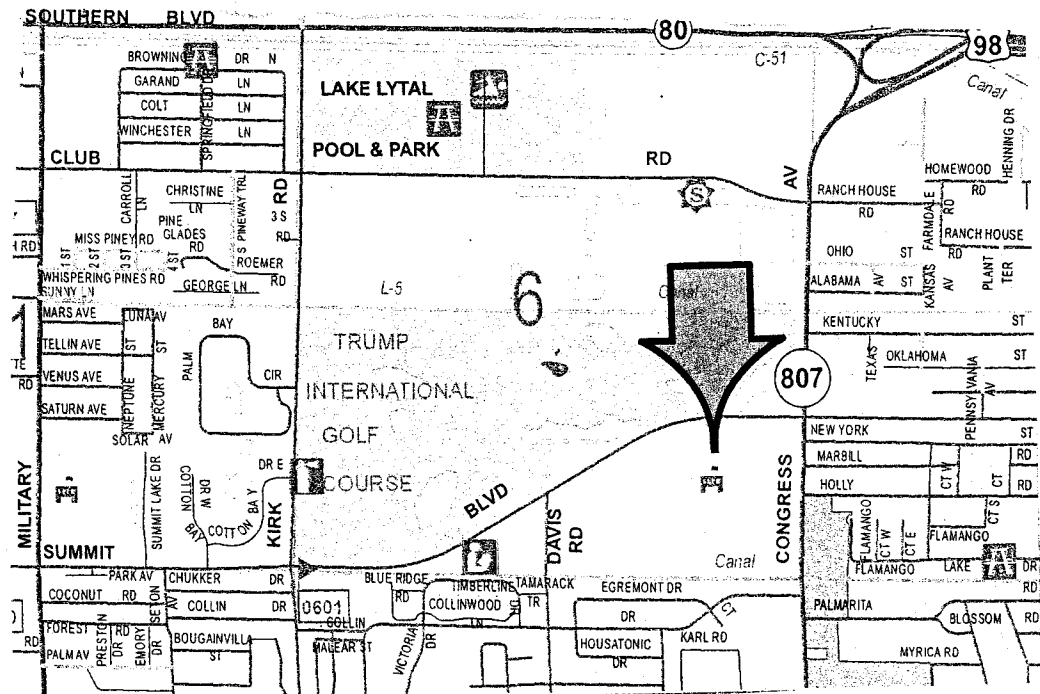 SOUTHERN BLVD
80
98
C-51
Canal
BROWNING DR N
GARAND LN
COLT LN
WINCHESTER LN
SPRINGFIELD DR
LAKE LYTAL
POOL & PARK
CLUB RD
HENNING DR
HOMEWOOD RD
RANCH HOUSE RD
FARMDALE RD
RANCH HOUSE RD
CARROLL LN
CHRISTINE LN
S PINEWAY TRL
3 S RD
S
AV
PINE GLADES RD
MISS PINEY RD
1 ST
2 ST
3 ST
4 ST
ROEMER RD
WHISPERING PINES RD
SUNNY LN
GEORGE LN
L-5
6
Canal
OHIO ST
ALABAMA AV ST
KANSAS AV
PLANT TER
MARS AVE
LUNA AV
TELLIN AVE
VENUS AVE
SATURN AVE
NEPTUNE ST
MERCURY ST
SOLAR AV
BAY
PALM
CIR
TRUMP
INTERNATIONAL
GOLF
COURSE
807
KENTUCKY ST
TEXAS
OKLAHOMA ST
PENNSYLVANIA AV
NEW YORK ST
MARBILL RD
HOLLY RD
CT W
CT
CT S
MILITARY
SUMMIT LAKE DR
COTTON BAY DR W
COTTON BAY DR E
KIRK RD
SUMMIT BLVD
DAVIS RD
CONGRESS
Canal
FLAMANGO CT W
CT E
FLAMANGO
FLAMANGO LAKE DR
PARK AV
CHUKKER DR
COCONUT RD
SETON AV
COLLIN DR
0601
COLLIN
BLUE RIDGE RD
TIMBERLINE
COLLINWOOD LN
TAMARACK TR
EGREMONT DR
DR
CT
PALMARITA RD
BLOSSOM RD
FOREST RD
PRESTON DR
EMORY DR
PALM AV
BOUGAINVILLA ST
MALEAR ST
VICTORIA DR
HOUSATONIC DR
KARL RD
MYRICA RD